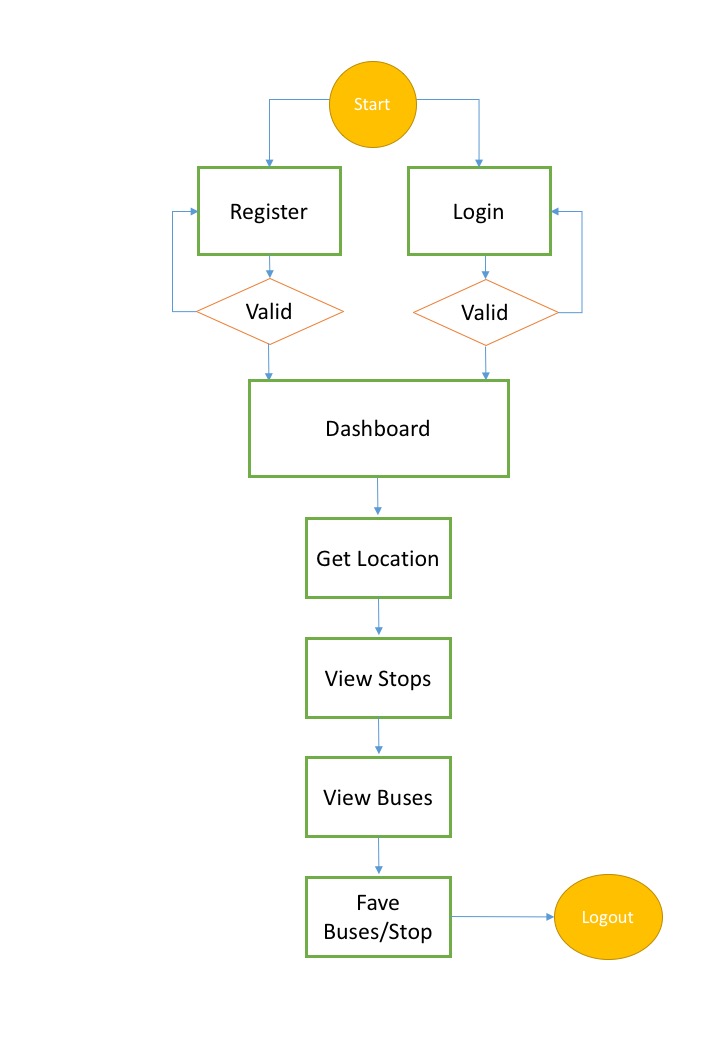 Start
Register
Login
Valid
Valid
Dashboard
Get Location
View Stops
View Buses
Fave
Buses/Stop
Logout